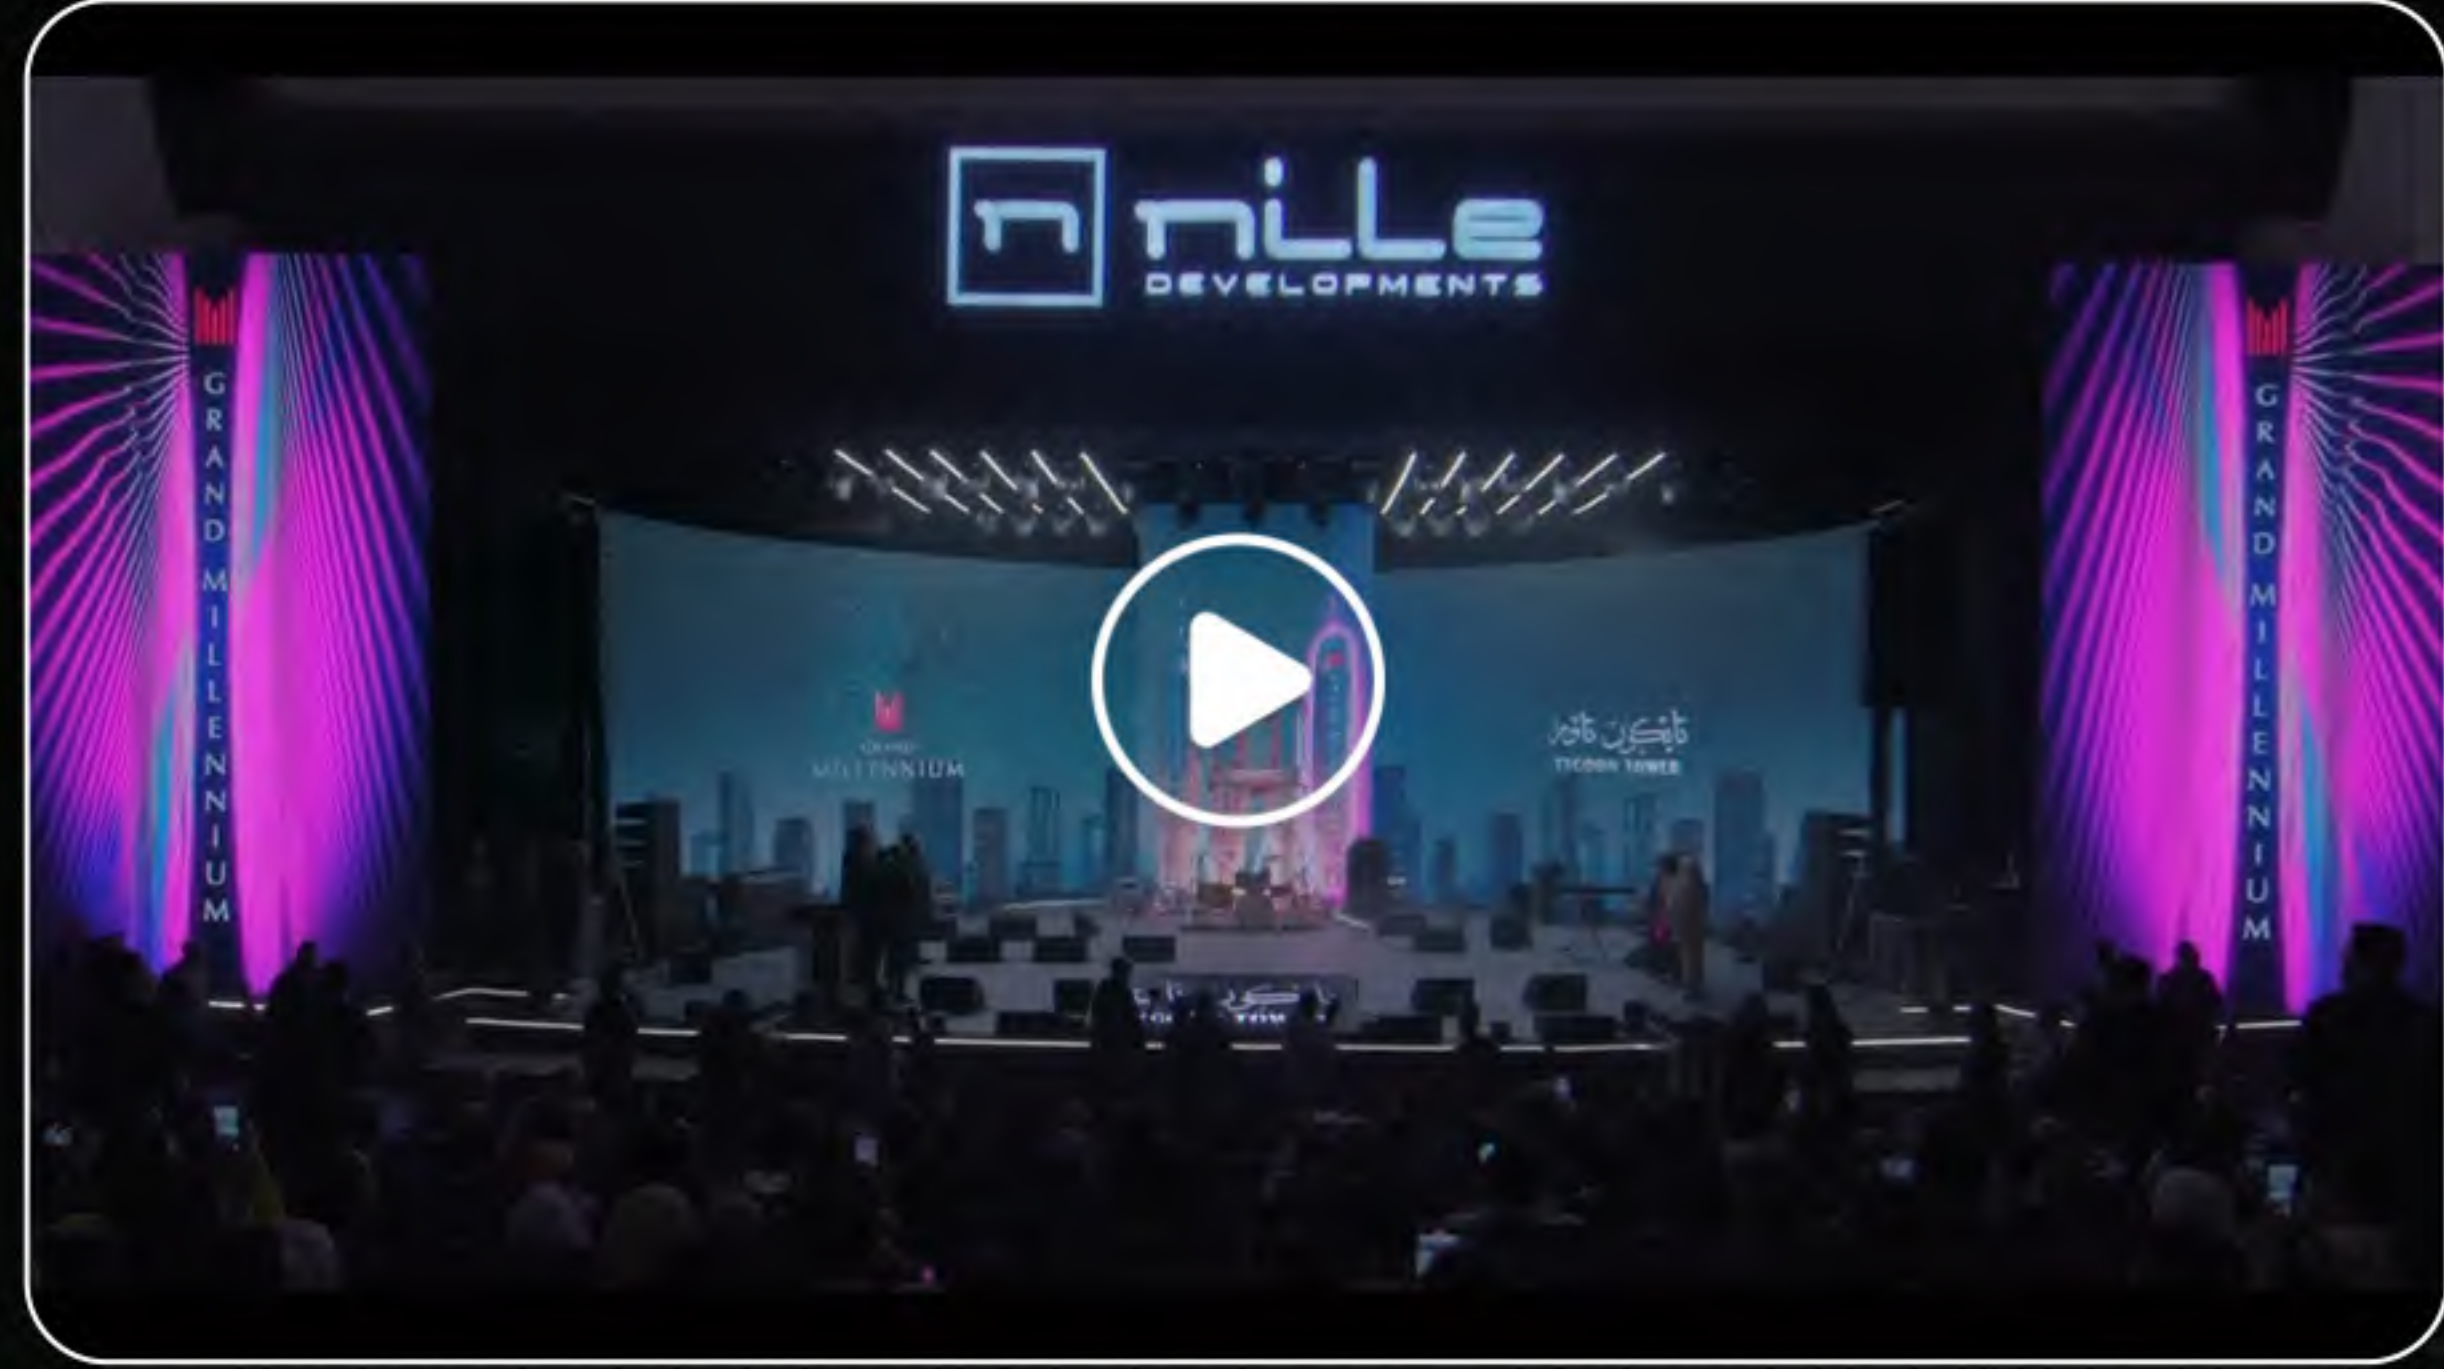 n nile
DEVELOPMENTS
GRAND MILLENNIUM
GRAND
MILLENNIUM
تايكون تاور
TYCOON TOWER
GRAND MILLENNIUM